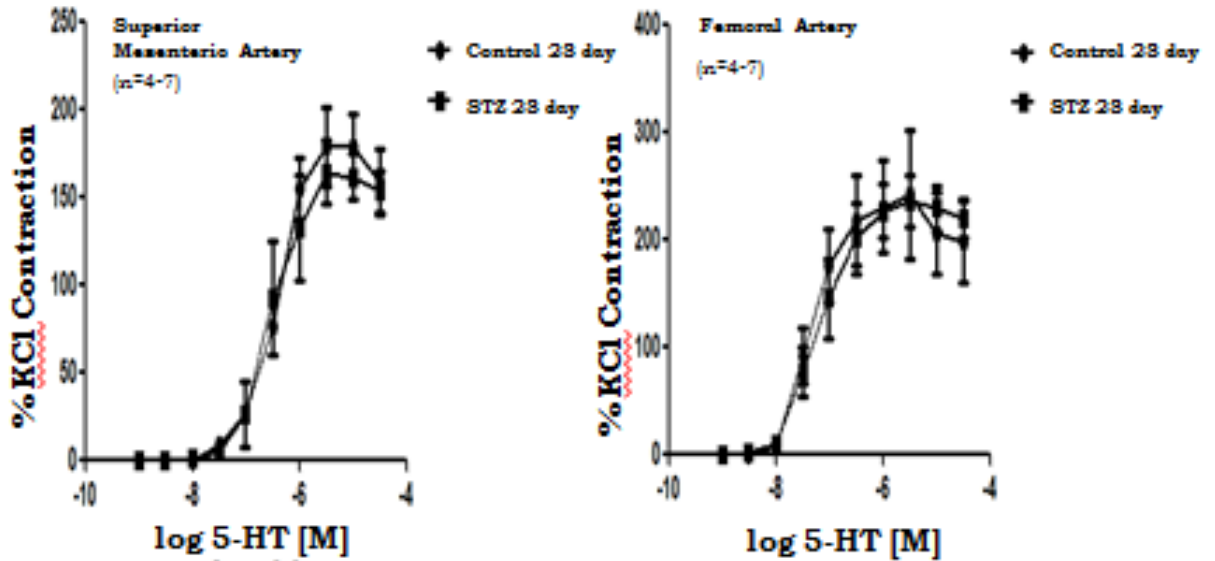 Superior
Mesenterio Artery
(n=4-7)
Control 28 day
STZ 28 day
250
200
150
100
50
0
-10
-8
-6
-4
%KCl Contraction
log 5-HT [M]
Femoral Artery
(n=4-7)
Control 28 day
STZ 28 day
400
300
200
100
0
-10
-8
-6
-4
%KCl Contraction
log 5-HT [M]